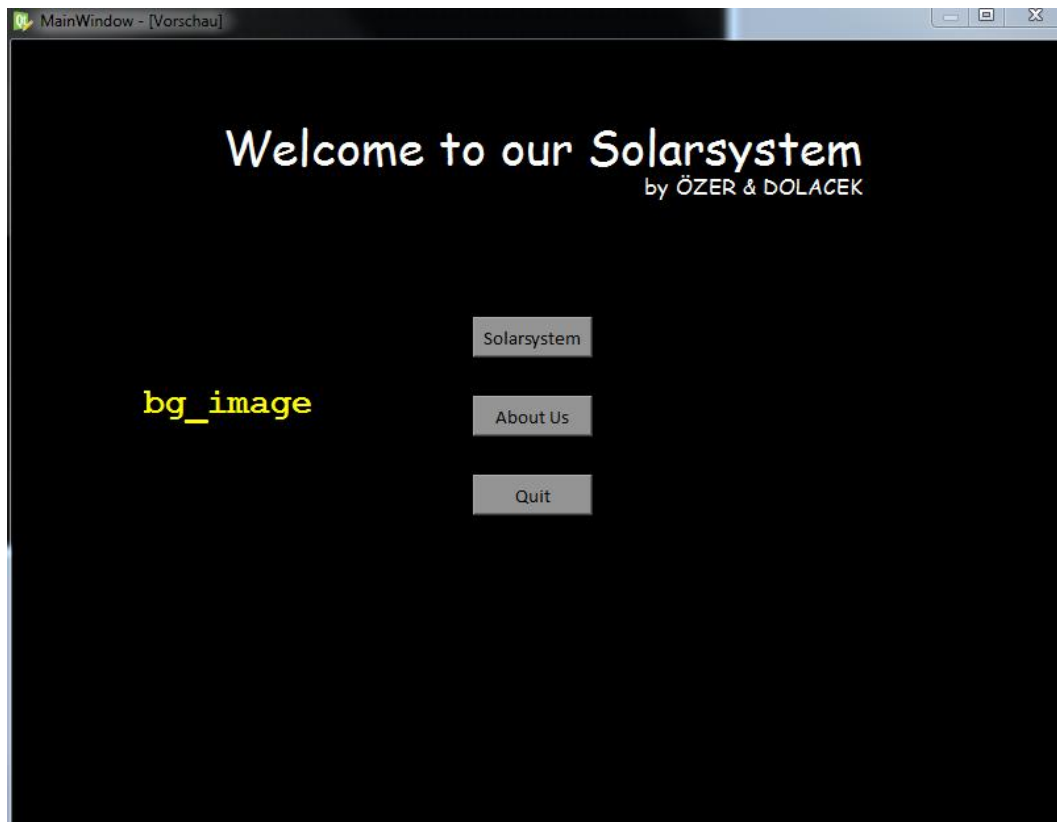 MainWindow - [Vorschau]
Welcome to our Solarsystem
by ÖZER & DOLACEK
Solarsystem
bg_image
About Us
Quit